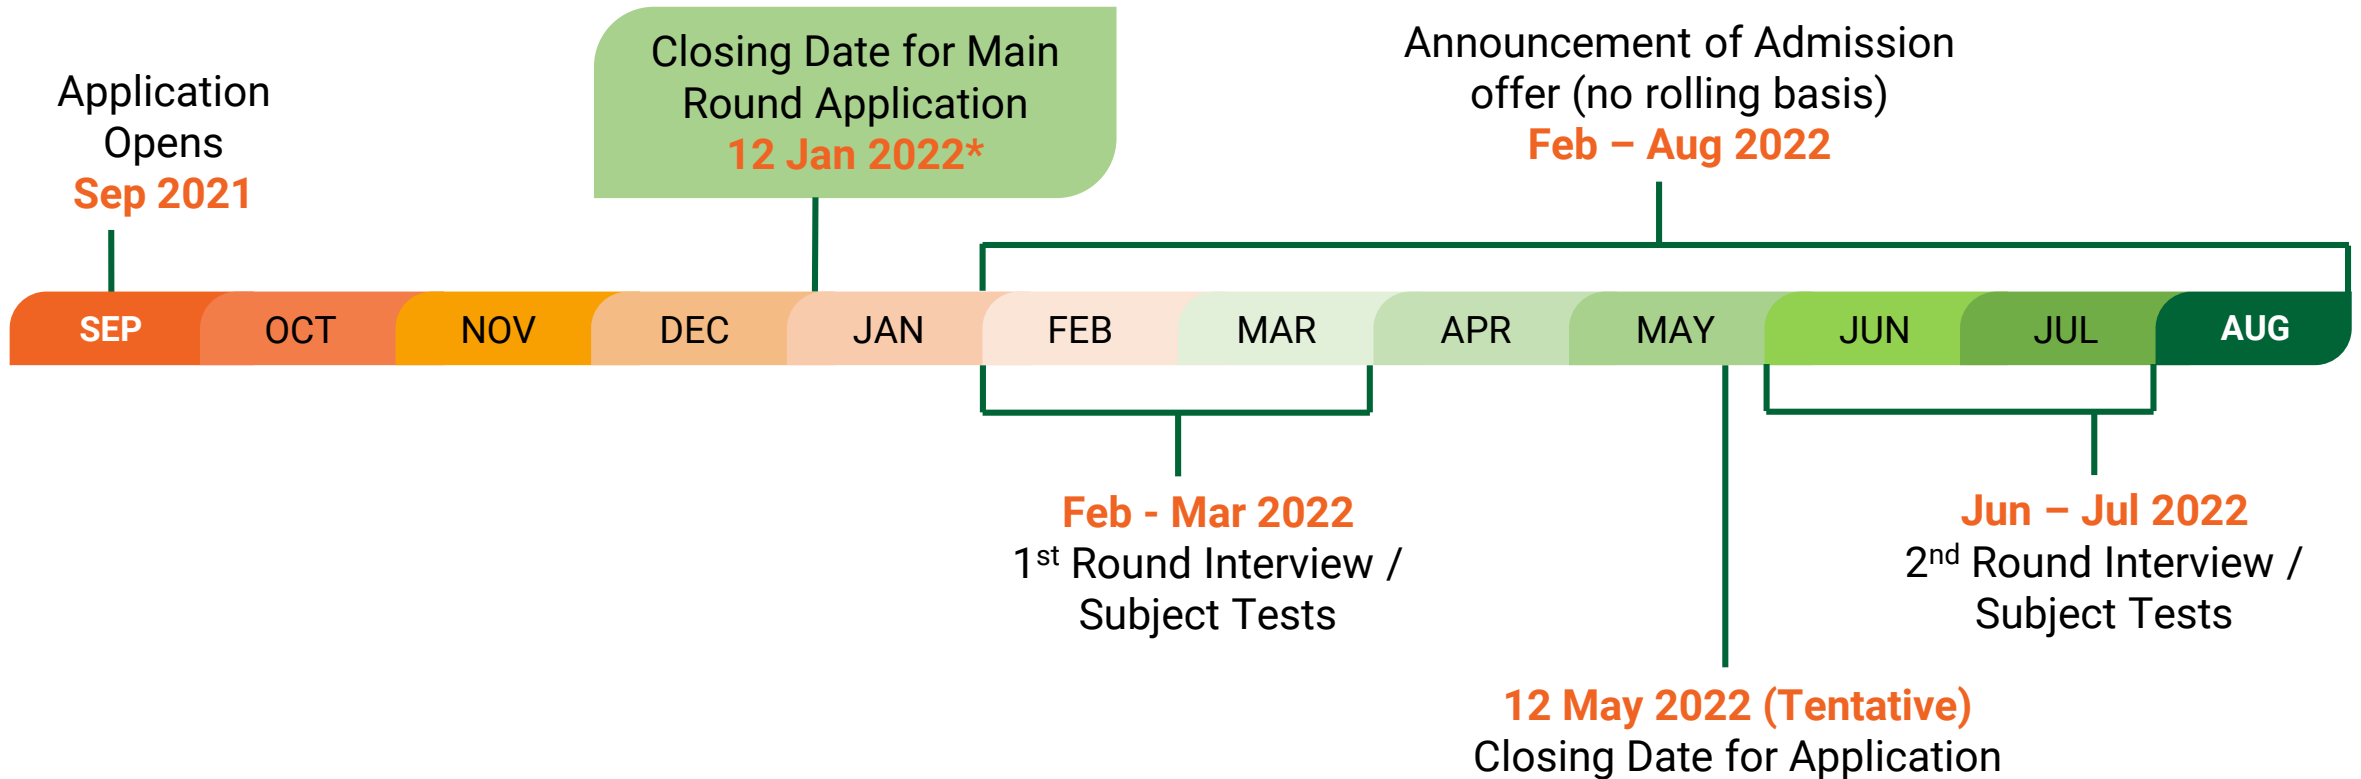 Application
Opens
Sep 2021
Closing Date for Main
Round Application
12 Jan 2022*
Announcement of Admission
offer (no rolling basis)
Feb – Aug 2022
SEP
OCT
NOV
DEC
JAN
FEB
MAR
APR
MAY
JUN
JUL
AUG
Feb - Mar 2022
1st Round Interview /
Subject Tests
12 May 2022 (Tentative)
Closing Date for Application
Jun – Jul 2022
2nd Round Interview /
Subject Tests